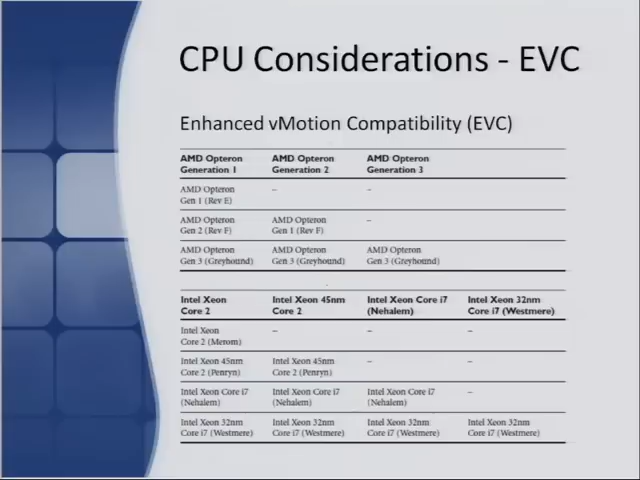 CPU Considerations - EVC
Enhanced vMotion Compatibility (EVC)
AMD Opteron AMD Opteron AMD Opteron
Generation 1 Generation 2 Generation 3
AMD Opteron – –
Gen 1 (Rev E)
AMD Opteron AMD Opteron –
Gen 2 (Rev F) Gen 1 (Rev F)
AMD Opteron AMD Opteron AMD Opteron
Gen 3 (Greyhound) Gen 3 (Greyhound) Gen 3 (Greyhound)
Intel Xeon Intel Xeon 45nm Intel Xeon Core i7 Intel Xeon 32nm
Core 2 Core 2 (Nehalem) Core i7 (Westmere)
Intel Xeon – – –
Core 2 (Merom)
Intel Xeon 45nm Intel Xeon 45nm – –
Core 2 (Penryn) Core 2 (Penryn)
Intel Xeon Core i7 Intel Xeon Core i7 Intel Xeon Core i7 –
(Nehalem) (Nehalem) (Nehalem)
Intel Xeon 32nm Intel Xeon 32nm Intel Xeon 32nm Intel Xeon 32nm
Core i7 (Westmere) Core i7 (Westmere) Core i7 (Westmere) Core i7 (Westmere)